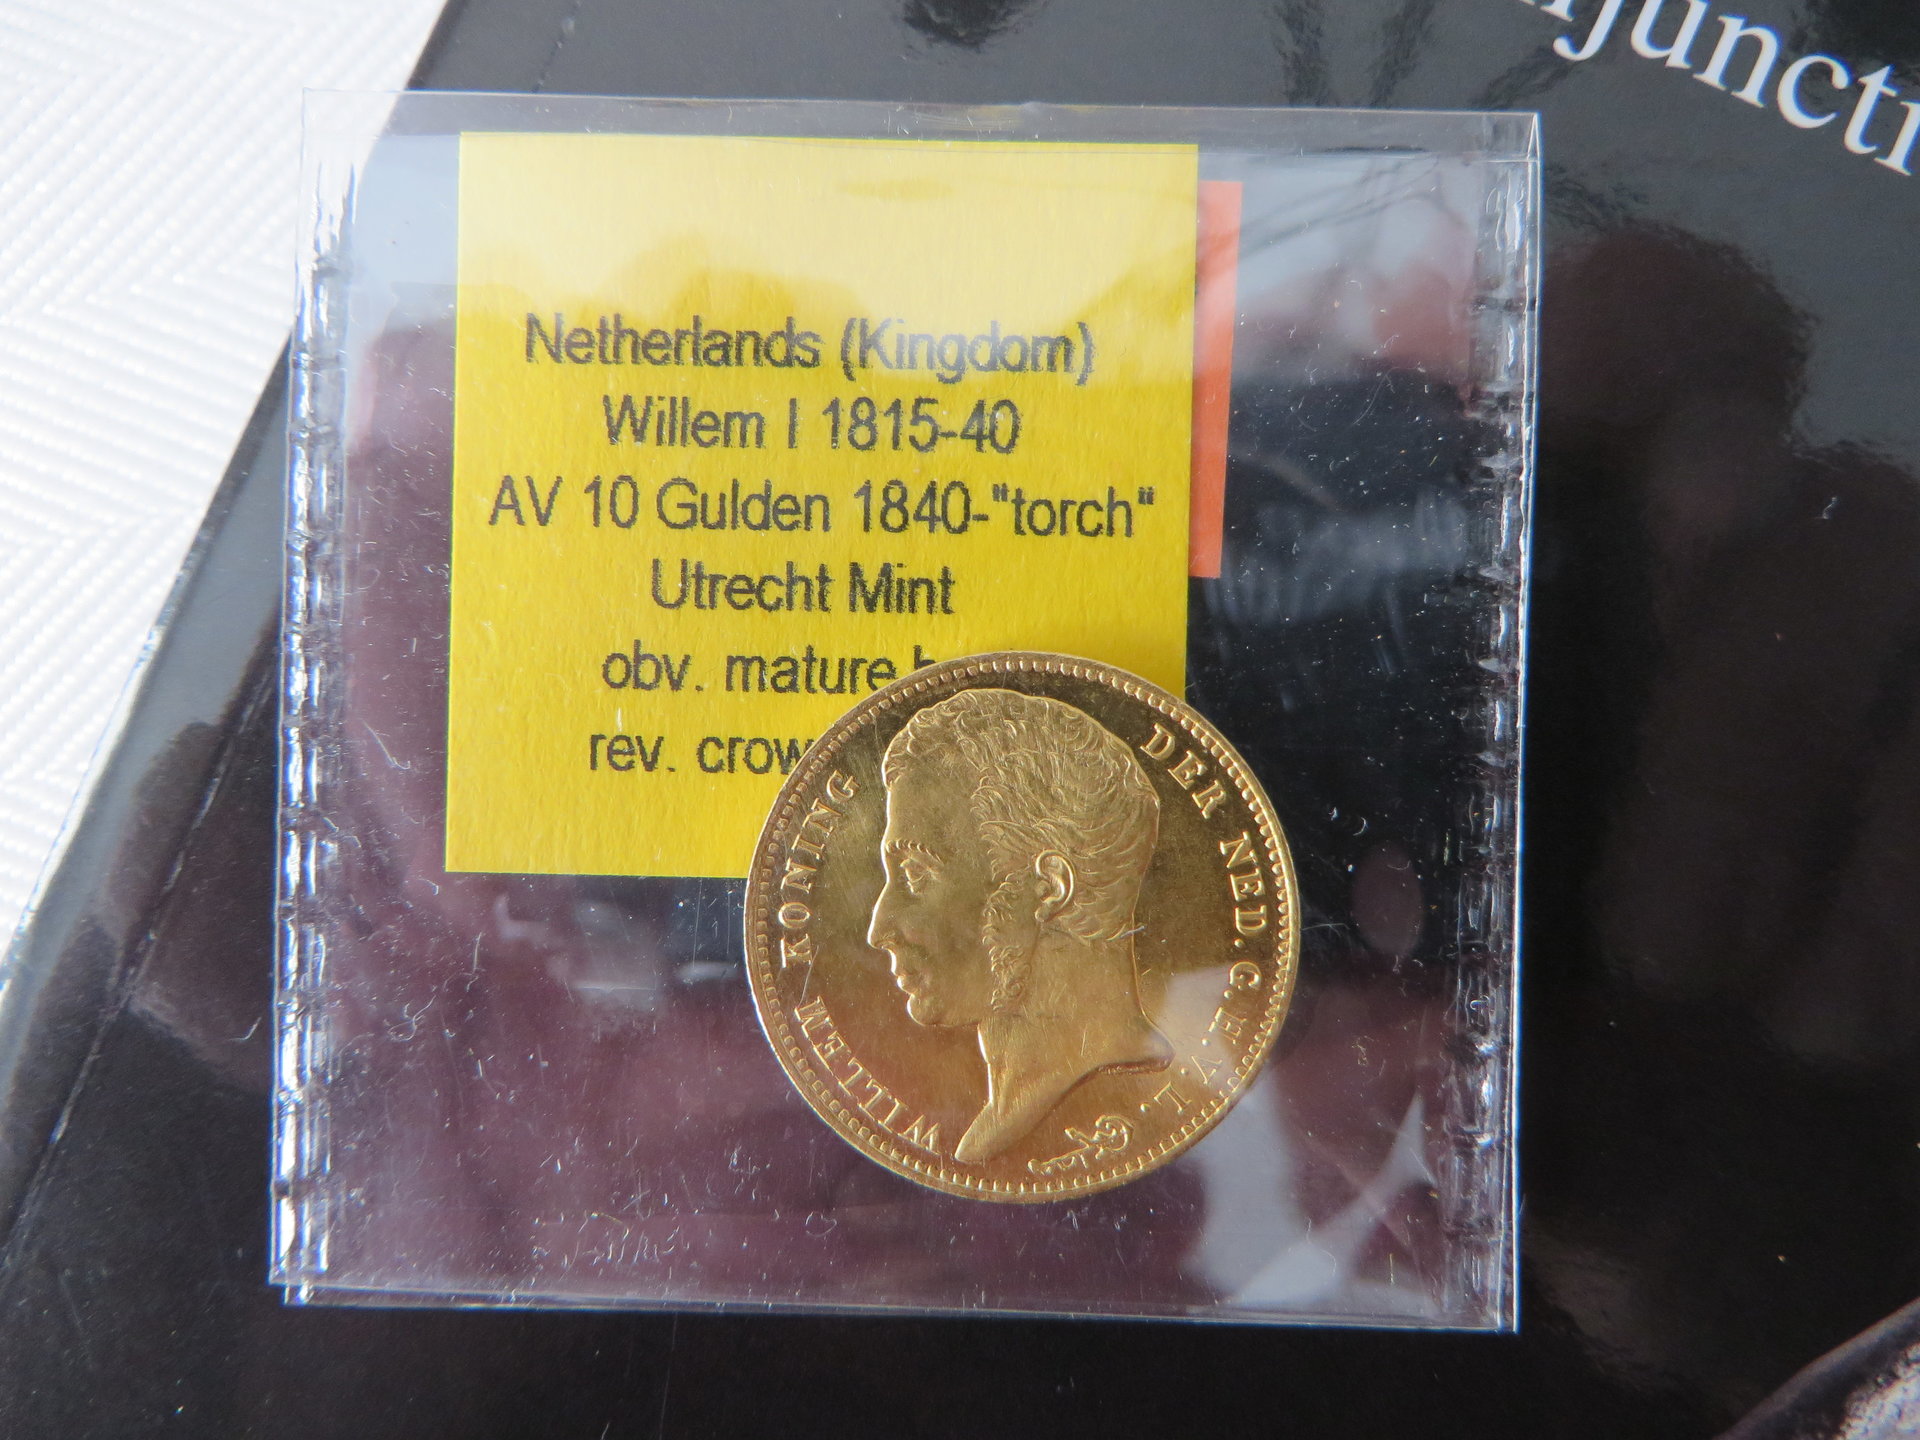 Netherlands (Kingdom)
Willem I 1815-40
AV 10 Gulden 1840-"torch"
Utrecht Mint
obv. mature
rev. crow
WILLEM KONING DER NED. G. H. V. L.
njuncti